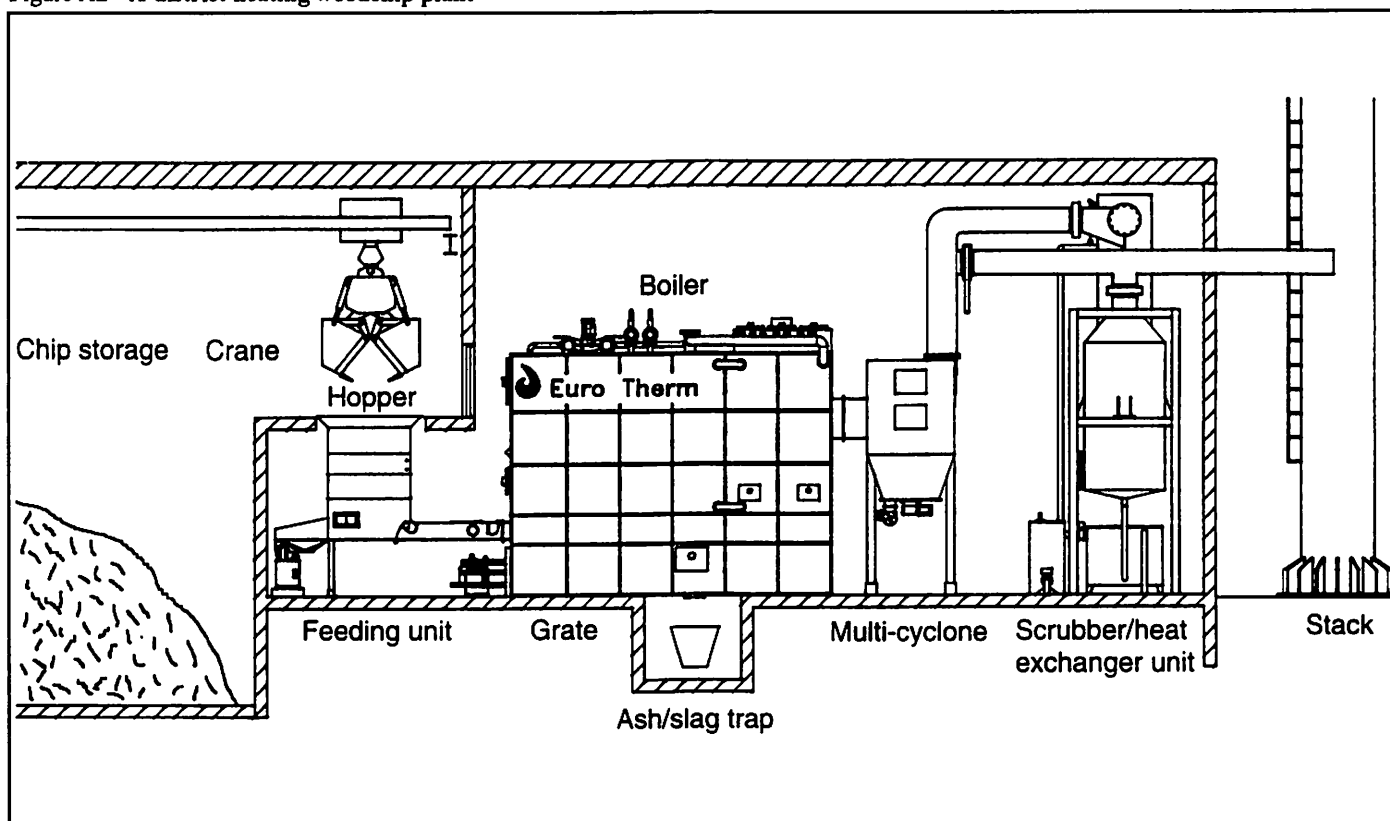 Boiler
Chip storage
Crane
Euro Therm
Hopper
Feeding unit
Grate
Multi-cyclone
Scrubber/heat
exchanger unit
Stack
Ash/slag trap